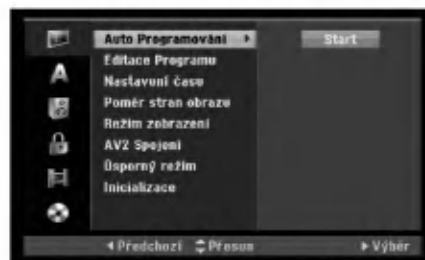 Auto Programování Start
Editace Programu
Nastavení času
Poměr stran obrazu
Režim zobrazení
AV2 Spojení
Úsporný režim
Inicializace
A
Předchozí Přesun Výběr